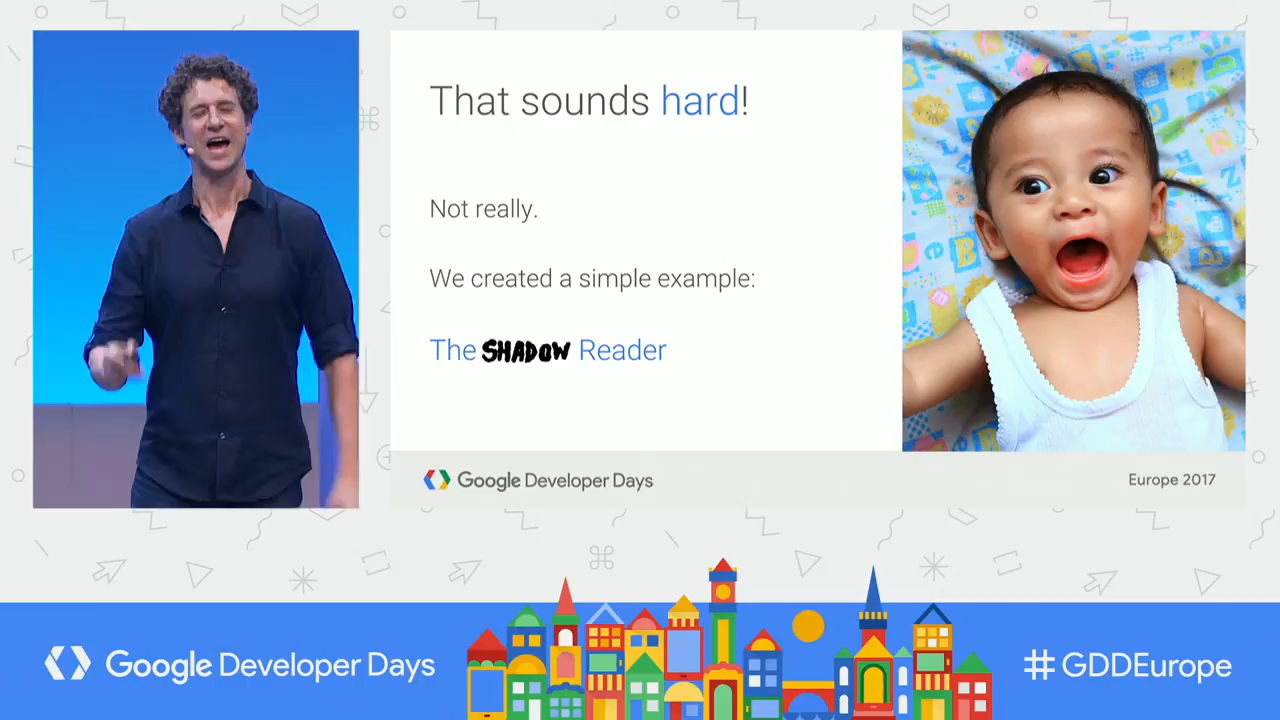 That sounds hard!
Not really.
We created a simple example:
The SHADOW Reader
Google Developer Days
Europe 2017
Google Developer Days
#GDDEurope